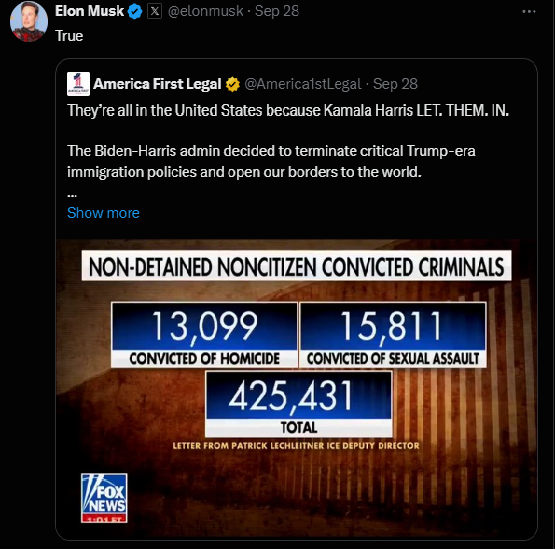 Elon Musk X @elonmusk · Sep 28
True
America First Legal @America1stLegal · Sep 28
They're all in the United States because Kamala Harris LET. THEM. IN.
The Biden-Harris admin decided to terminate critical Trump-era
immigration policies and open our borders to the world.
...
Show more
NON-DETAINED NONCITIZEN CONVICTED CRIMINALS
13,099
CONVICTED OF HOMICIDE
15,811
CONVICTED OF SEXUAL ASSAULT
425,431
TOTAL
LETTER FROM PATRICK LECHLEITNER ICE DEPUTY DIRECTOR
FOX
NEWS